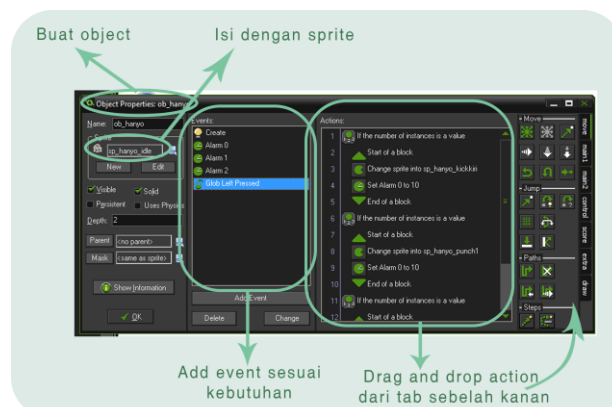 Buat object
Isi dengan sprite
Object Properties: ob_hanyo
Name: ob_hanyo
Sprite
sp_hanyo_idle
New
Edit
Visible
Solid
Persistent
Uses Physics
Depth: 2
Parent
<no parent>
Mask
<same as sprite>
Show Information
OK
Events:
Create
Alarm 0
Alarm 1
Alarm 2
Glob Left Pressed
Add Event
Delete
Change
Actions:
1 If the number of instances is a value
2 Start of a block
3 Change sprite into sp_hanyo_kickkiri
4 Set Alarm 0 to 10
5 End of a block
6 If the number of instances is a value
7 Start of a block
8 Change sprite into sp_hanyo_punch1
9 Set Alarm 0 to 10
10 End of a block
11 If the number of instances is a value
12 Start of a block
Move
Jump
Paths
Steps
move
main1
main2
control
score
extra
draw
Add event sesuai
kebutuhan
Drag and drop action
dari tab sebelah kanan